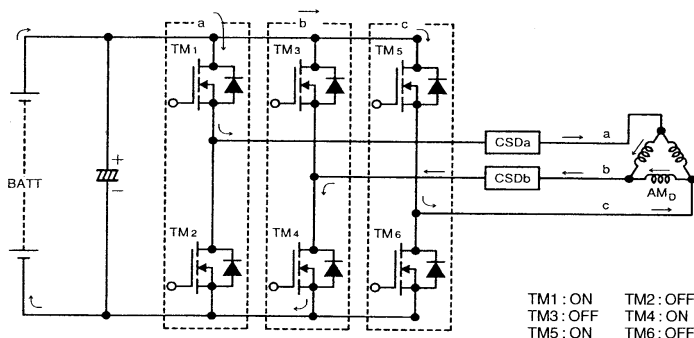 a b c
TM1 TM3 TM5
+
CSDa a
BATT
−
CSDb b
AMD
c
TM2 TM4 TM6
TM1 : ON TM2 : OFF
TM3 : OFF TM4 : ON
TM5 : ON TM6 : OFF